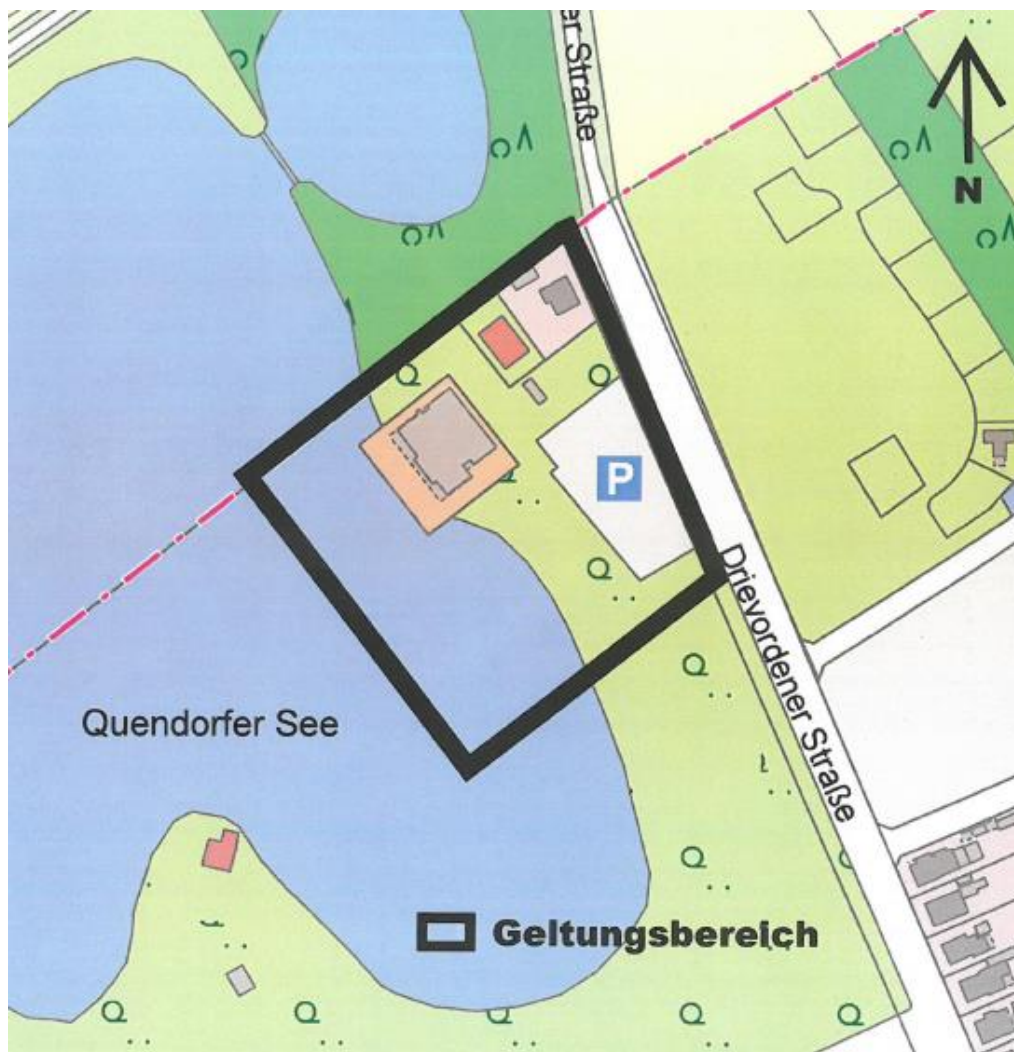 er Straße
N
P
Drievordener Straße
Quendorfer See
Geltungsbereich